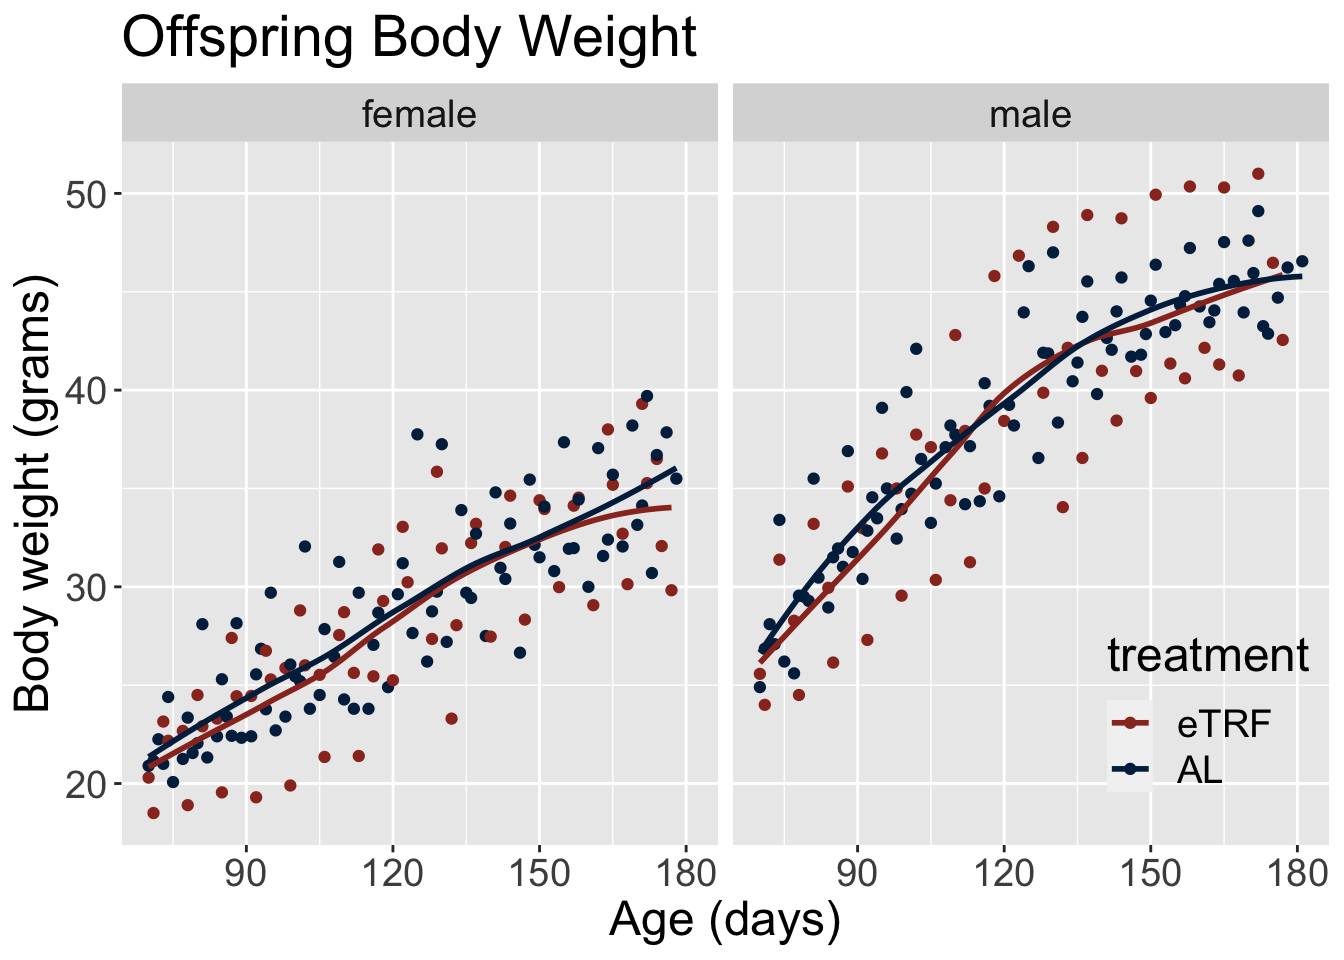 Offspring Body Weight
female
male
50
40
30
20
Body weight (grams)
treatment
eTRF
AL
90 120 150 180
90 120 150 180
Age (days)